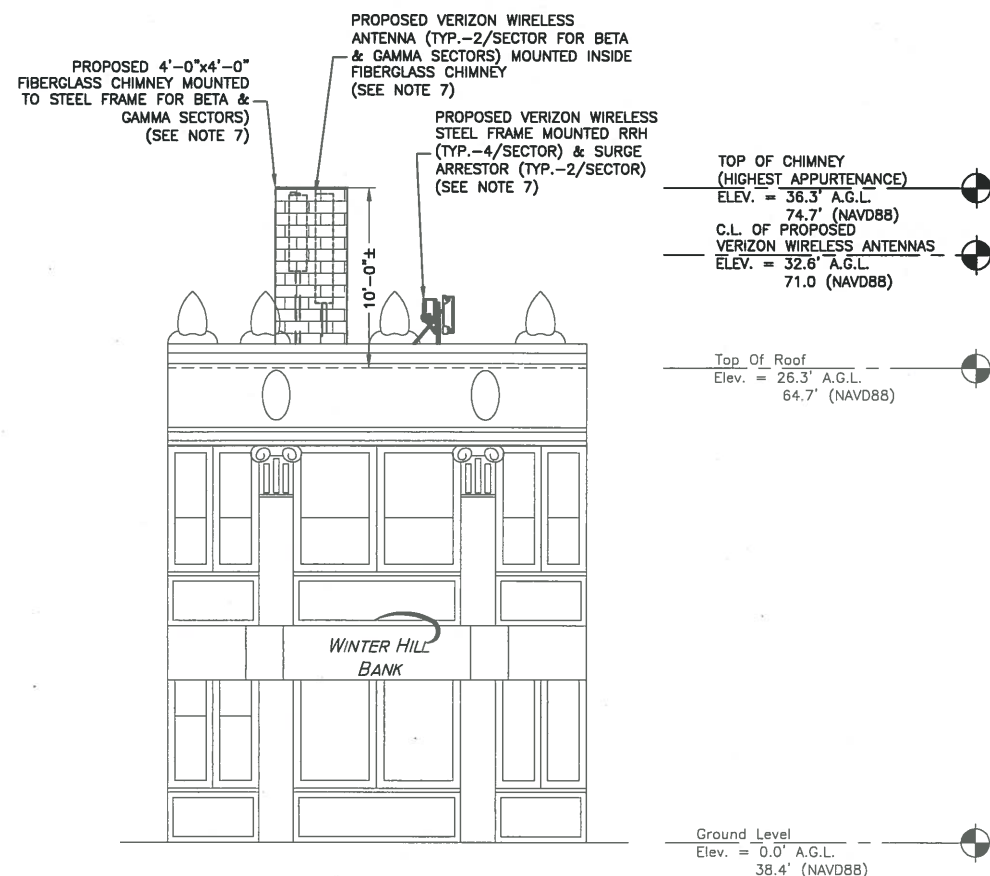 PROPOSED VERIZON WIRELESS
ANTENNA (TYP.-2/SECTOR FOR BETA
& GAMMA SECTORS) MOUNTED INSIDE
FIBERGLASS CHIMNEY
(SEE NOTE 7)
PROPOSED 4'-0"x4'-0"
FIBERGLASS CHIMNEY MOUNTED
TO STEEL FRAME FOR BETA &
GAMMA SECTORS)
(SEE NOTE 7)
PROPOSED VERIZON WIRELESS
STEEL FRAME MOUNTED RRH
(TYP.-4/SECTOR) & SURGE
ARRESTOR (TYP.-2/SECTOR)
(SEE NOTE 7)
TOP OF CHIMNEY
(HIGHEST APPURTENANCE)
ELEV. = 36.3' A.G.L.
74.7' (NAVD88)
C.L. OF PROPOSED
VERIZON WIRELESS ANTENNAS
ELEV. = 32.6' A.G.L.
71.0 (NAVD88)
10'-0"±
Top Of Roof
Elev. = 26.3' A.G.L.
64.7' (NAVD88)
WINTER HILL
BANK
Ground Level
Elev. = 0.0' A.G.L.
38.4' (NAVD88)